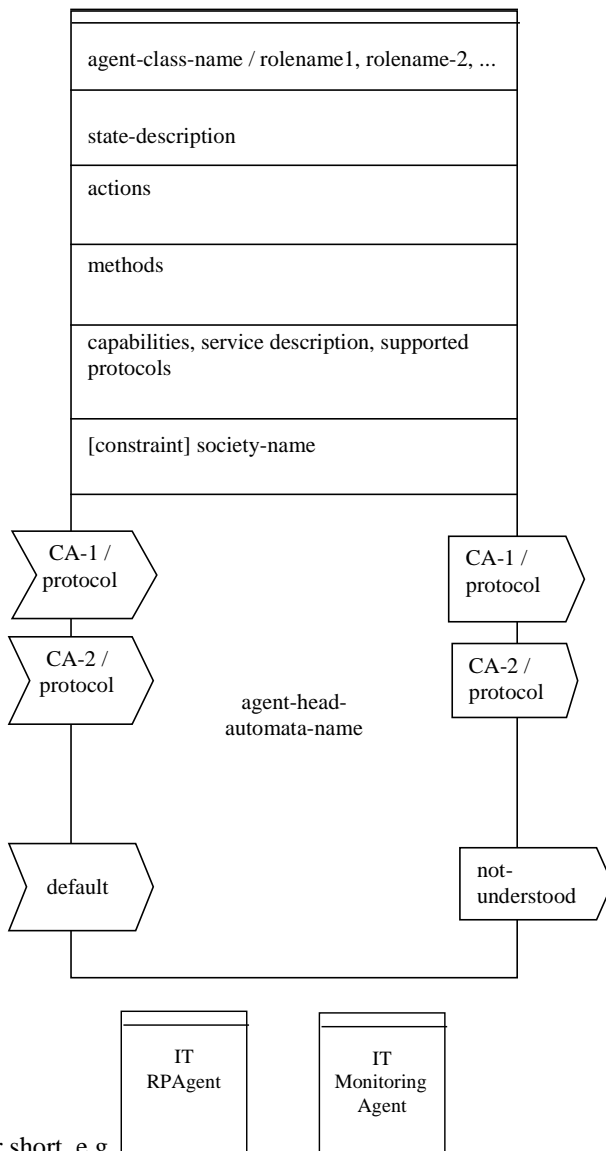 agent-class-name / rolename1, rolename-2, ...
state-description
actions
methods
capabilities, service description, supported
protocols
[constraint] society-name
CA-1 /
protocol
CA-1 /
protocol
CA-2 /
protocol
CA-2 /
protocol
agent-head-
automata-name
default
not-
understood
IT
RPAgent
IT
Monitoring
Agent
short, e.g.